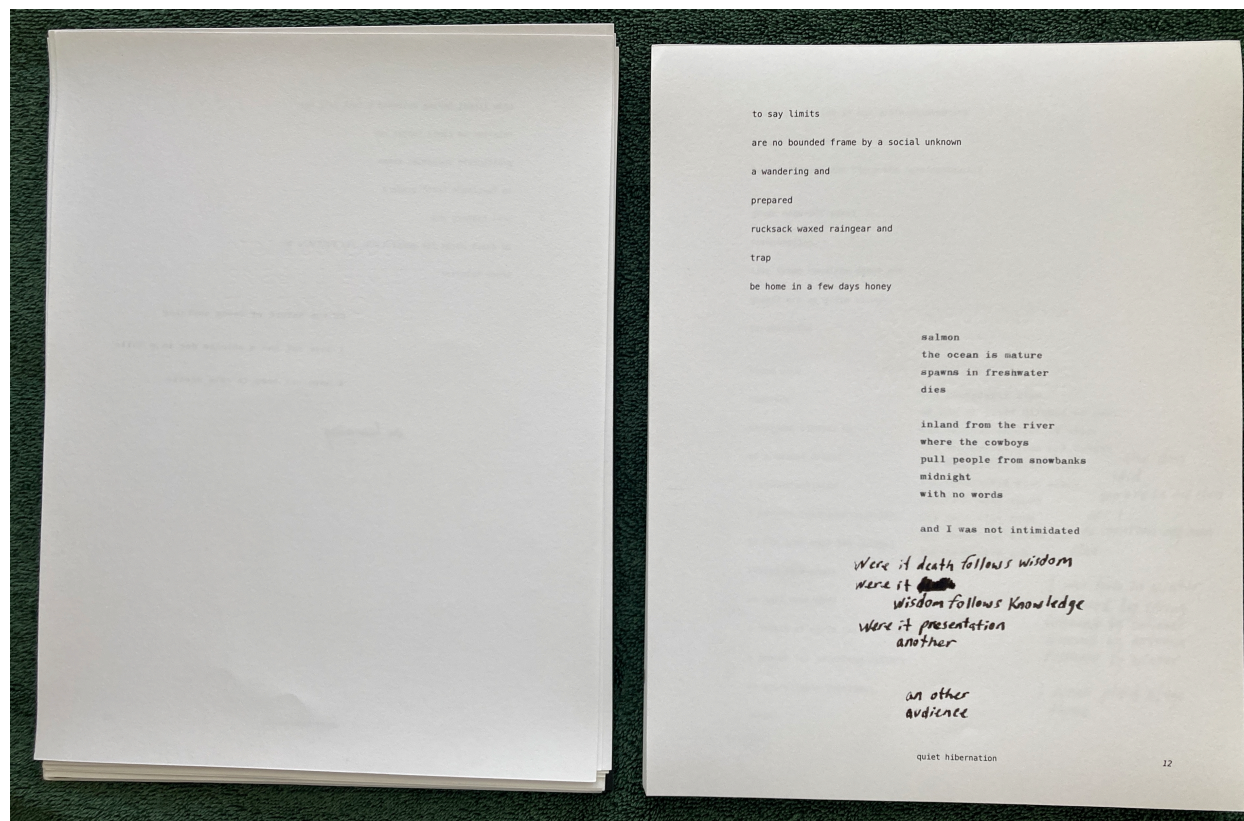 to say limits
are no bounded frame by a social unknown
a wandering and
prepared
rucksack waxed raingear and
trap
be home in a few days honey
salmon
the ocean is mature
spawns in freshwater
dies
inland from the river
where the cowboys
pull people from snowbanks
midnight
with no words
and I was not intimidated
Were it death follows wisdom
were it
wisdom follows Knowledge
Were it presentation
another
an other
audience
quiet hibernation
12